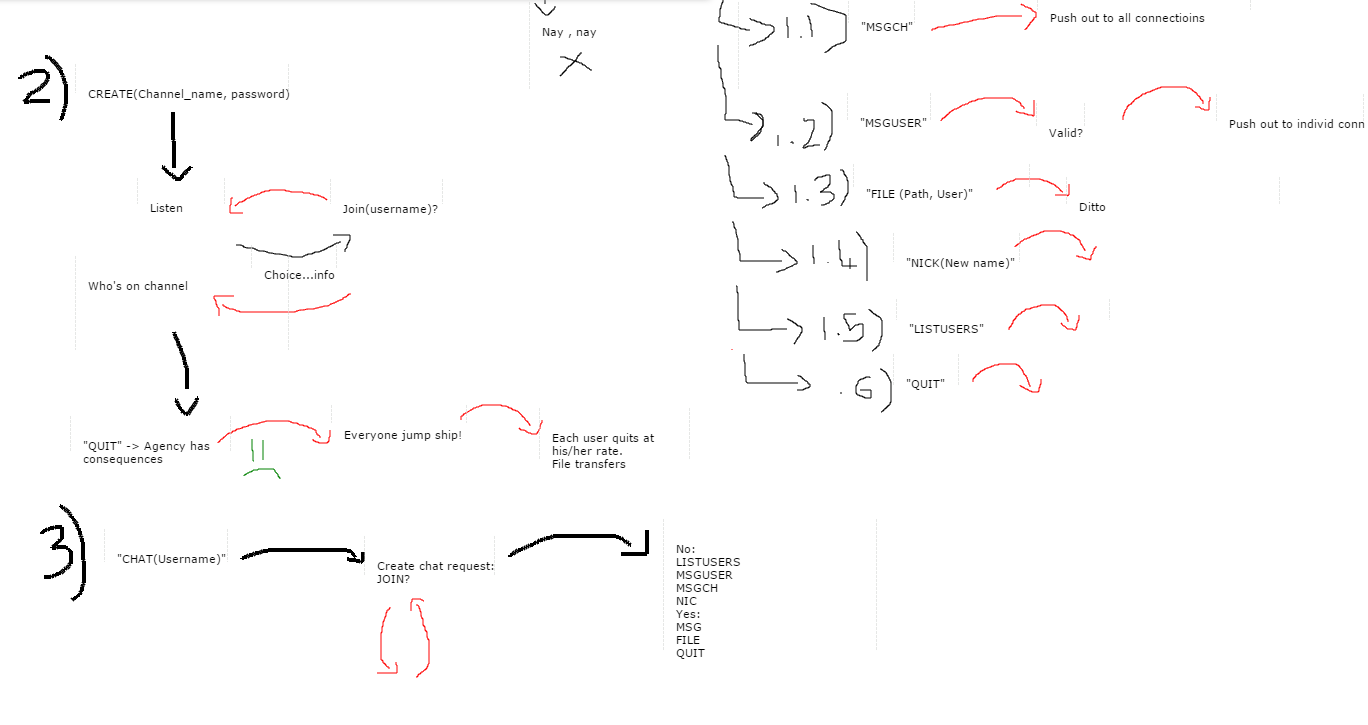 Nay , nay
2)
CREATE(Channel_name, password)
Listen
Join(username)?
Choice...info
Who's on channel
"QUIT" -> Agency has
consequences
Everyone jump ship!
Each user quits at
his/her rate.
File transfers
3)
"CHAT(Username)"
Create chat request:
JOIN?
No:
LISTUSERS
MSGUSER
MSGCH
NIC
Yes:
MSG
FILE
QUIT
1.1)
"MSGCH"
Push out to all connectioins
1.2)
"MSGUSER"
Valid?
Push out to individ conn
1.3)
"FILE (Path, User)"
Ditto
1.4)
"NICK(New name)"
1.5)
"LISTUSERS"
.6)
"QUIT"